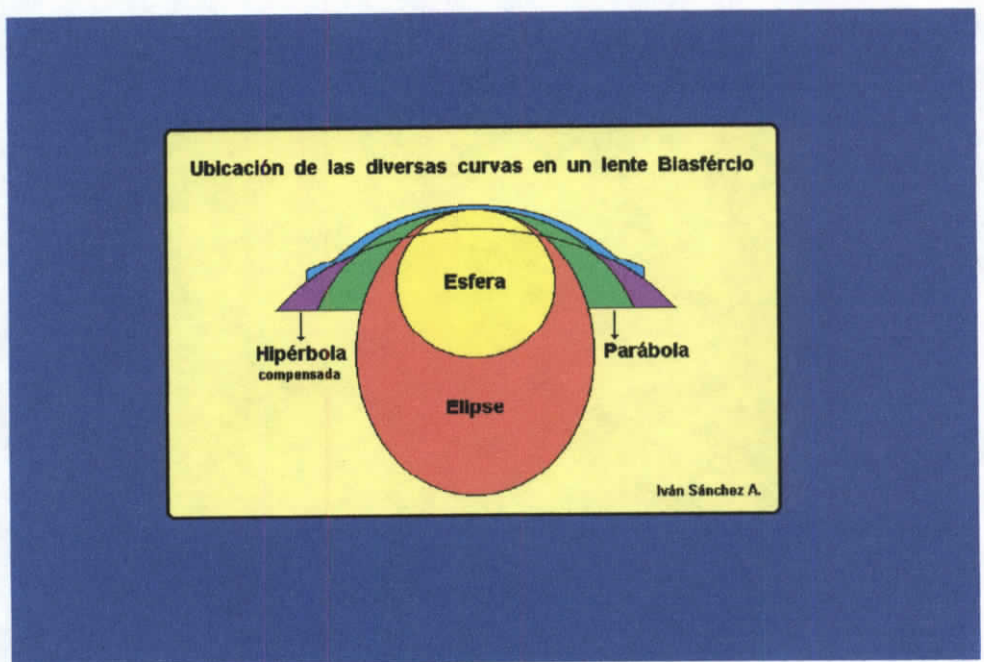 Ubicación de las diversas curvas en un lente Biasfércio
Esfera
Hipérbola
compensada
Parábola
Elipse
Iván Sánchez A.